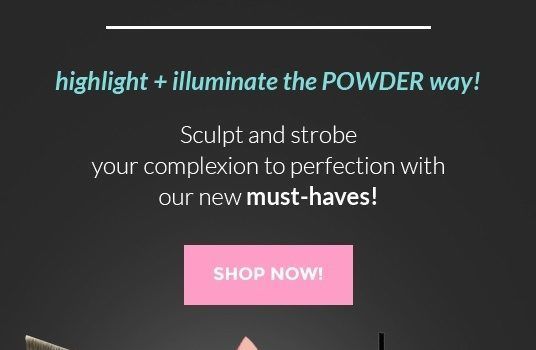 highlight + illuminate the POWDER way!
Sculpt and strobe
your complexion to perfection with
our new must-haves!
SHOP NOW!